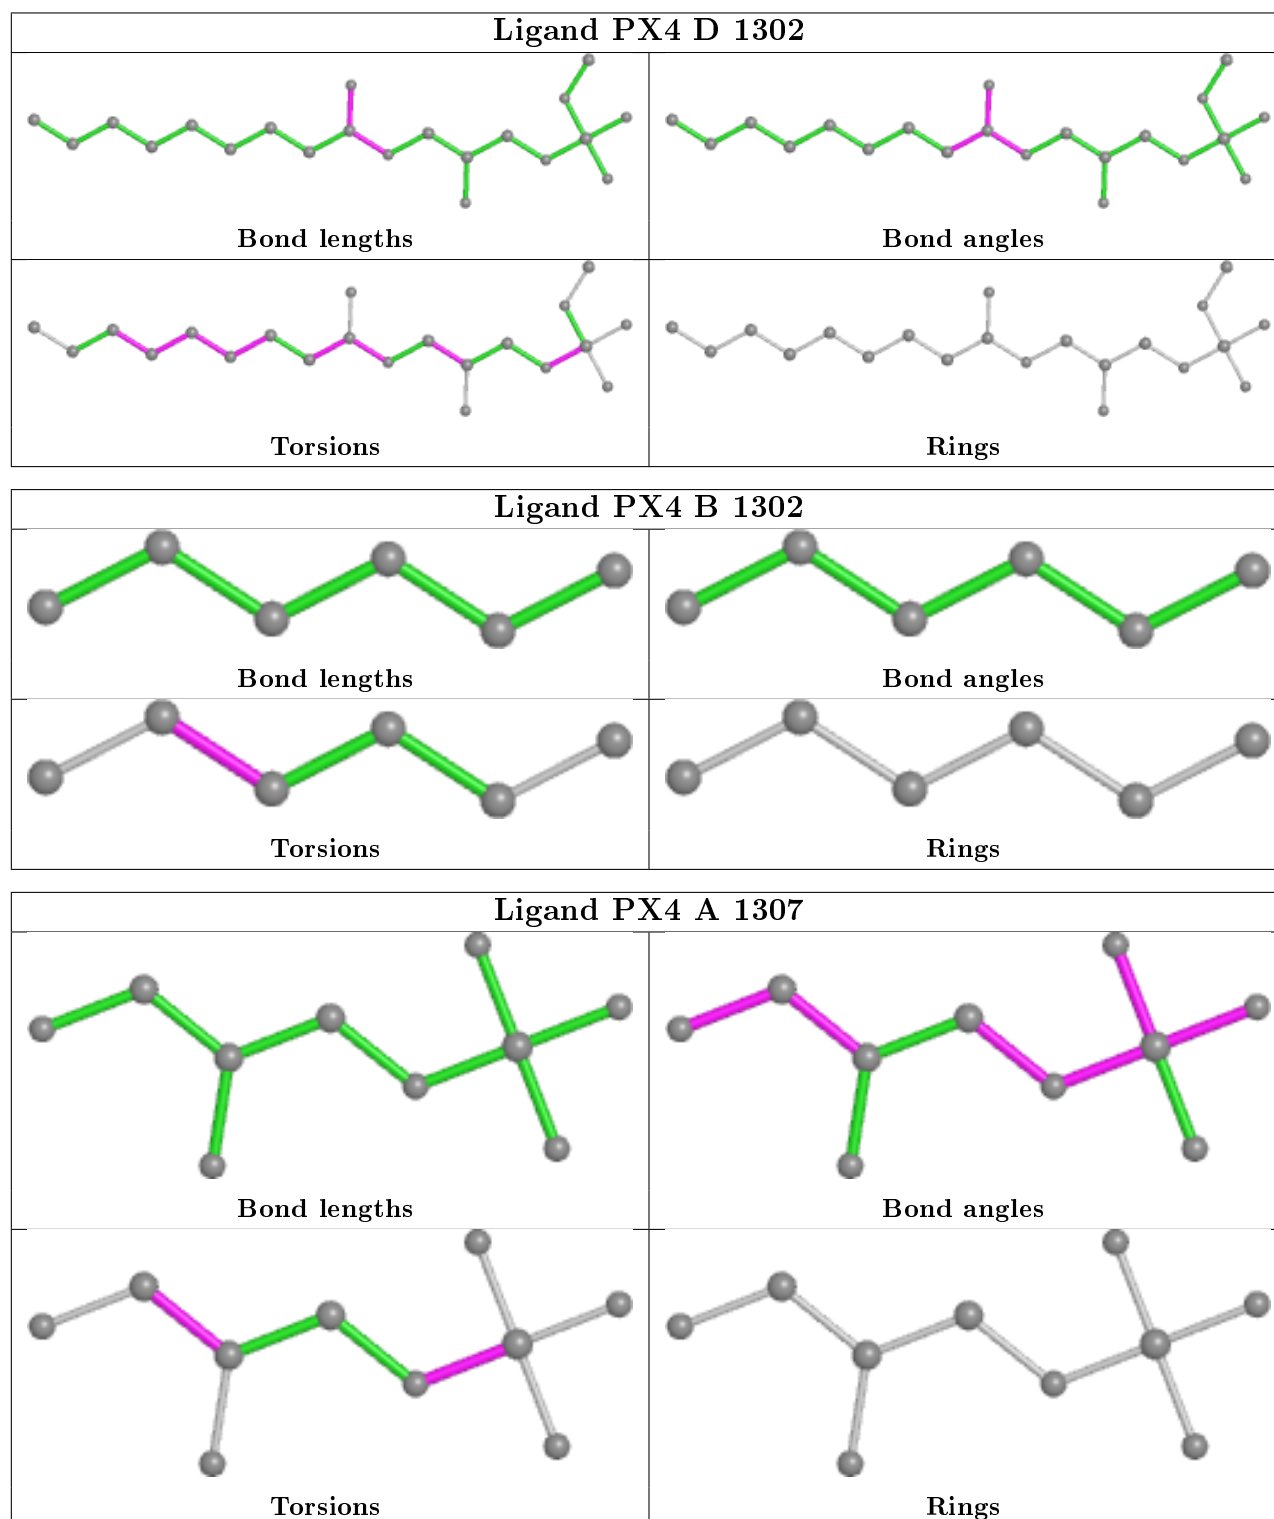 Ligand PX4 D 1302
Bond lengths
Bond angles
Torsions
Rings
Ligand PX4 B 1302
Bond lengths
Bond angles
Torsions
Rings
Ligand PX4 A 1307
Bond lengths
Bond angles
Torsions
Rings